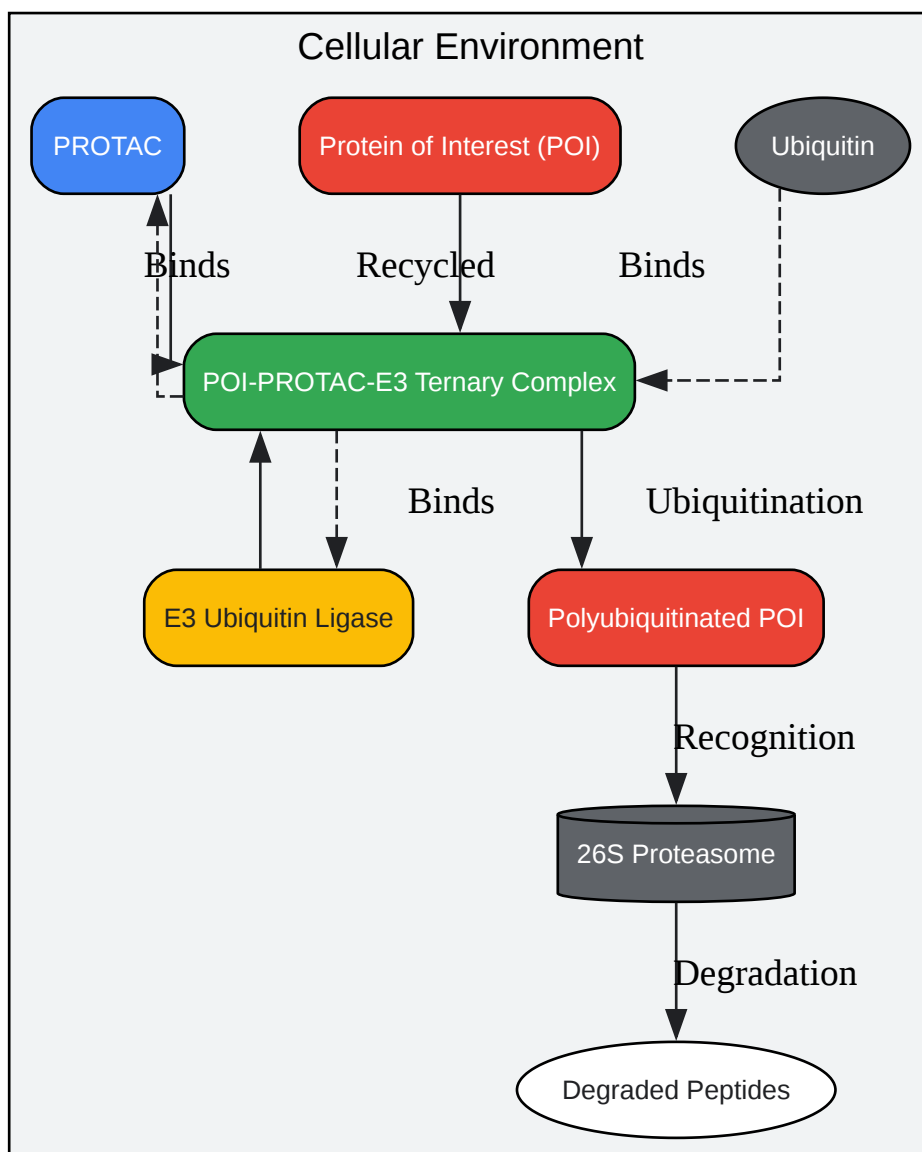 Cellular Environment
PROTAC
Protein of Interest (POI)
Ubiquitin
Binds
Recycled
Binds
POI-PROTAC-E3 Ternary Complex
Binds
Ubiquitination
E3 Ubiquitin Ligase
Polyubiquitinated POI
Recognition
26S Proteasome
Degradation
Degraded Peptides